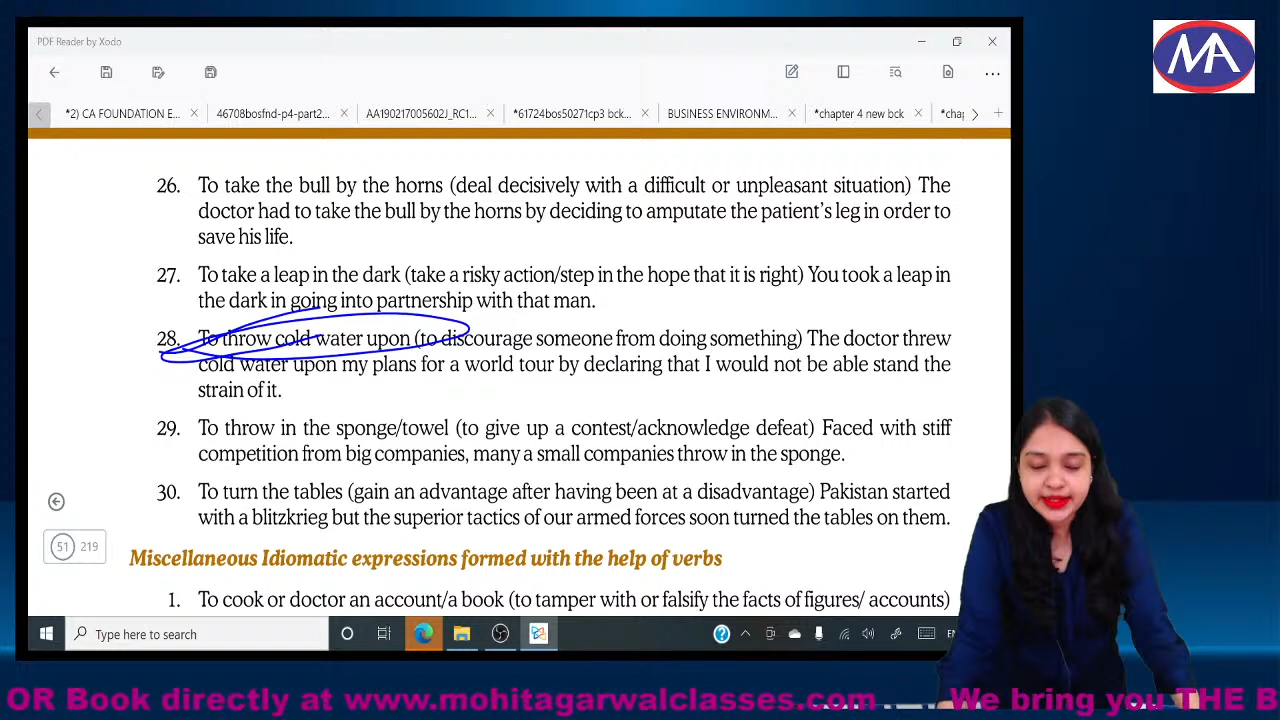 PDF Reader by Xodo
MA
*2) CA FOUNDATION E... 46708bosfnd-p4-part2... AA190217005602J_RC1... *61724bos50271cp3 bck... BUSINESS ENVIRONM... *chapter 4 new bck *chap
26. To take the bull by the horns (deal decisively with a difficult or unpleasant situation) The
doctor had to take the bull by the horns by deciding to amputate the patient's leg in order to
save his life.
27. To take a leap in the dark (take a risky action/step in the hope that it is right) You took a leap in
the dark in going into partnership with that man.
28. To throw cold water upon (to discourage someone from doing something) The doctor threw
cold water upon my plans for a world tour by declaring that I would not be able stand the
strain of it.
29. To throw in the sponge/towel (to give up a contest/acknowledge defeat) Faced with stiff
competition from big companies, many a small companies throw in the sponge.
30. To turn the tables (gain an advantage after having been at a disadvantage) Pakistan started
with a blitzkrieg but the superior tactics of our armed forces soon turned the tables on them.
51 219
Miscellaneous Idiomatic expressions formed with the help of verbs
1. To cook or doctor an account/a book (to tamper with or falsify the facts of figures/ accounts)
Type here to search
OR Book directly at www.mohitagarwalclasses.com We bring you THE B